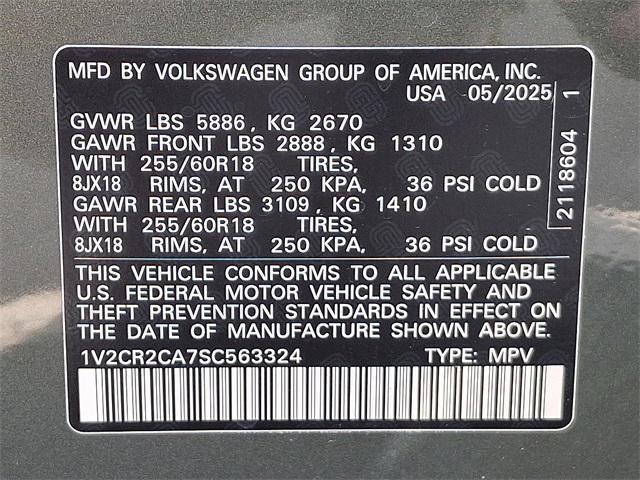 MFD BY VOLKSWAGEN GROUP OF AMERICA, INC.
USA 05/2025
GVWR LBS 5886, KG 2670
GAWR FRONT LBS 2888, KG 1310
WITH 255/60R18 TIRES,
8JX18 RIMS, AT 250 KPA, 36 PSI COLD
GAWR REAR LBS 3109, KG 1410
WITH 255/60R18 TIRES,
8JX18 RIMS, AT 250 KPA, 36 PSI COLD
2118604 1
THIS VEHICLE CONFORMS TO ALL APPLICABLE
U.S. FEDERAL MOTOR VEHICLE SAFETY AND
THEFT PREVENTION STANDARDS IN EFFECT ON
THE DATE OF MANUFACTURE SHOWN ABOVE.
1V2CR2CA7SC563324 TYPE: MPV